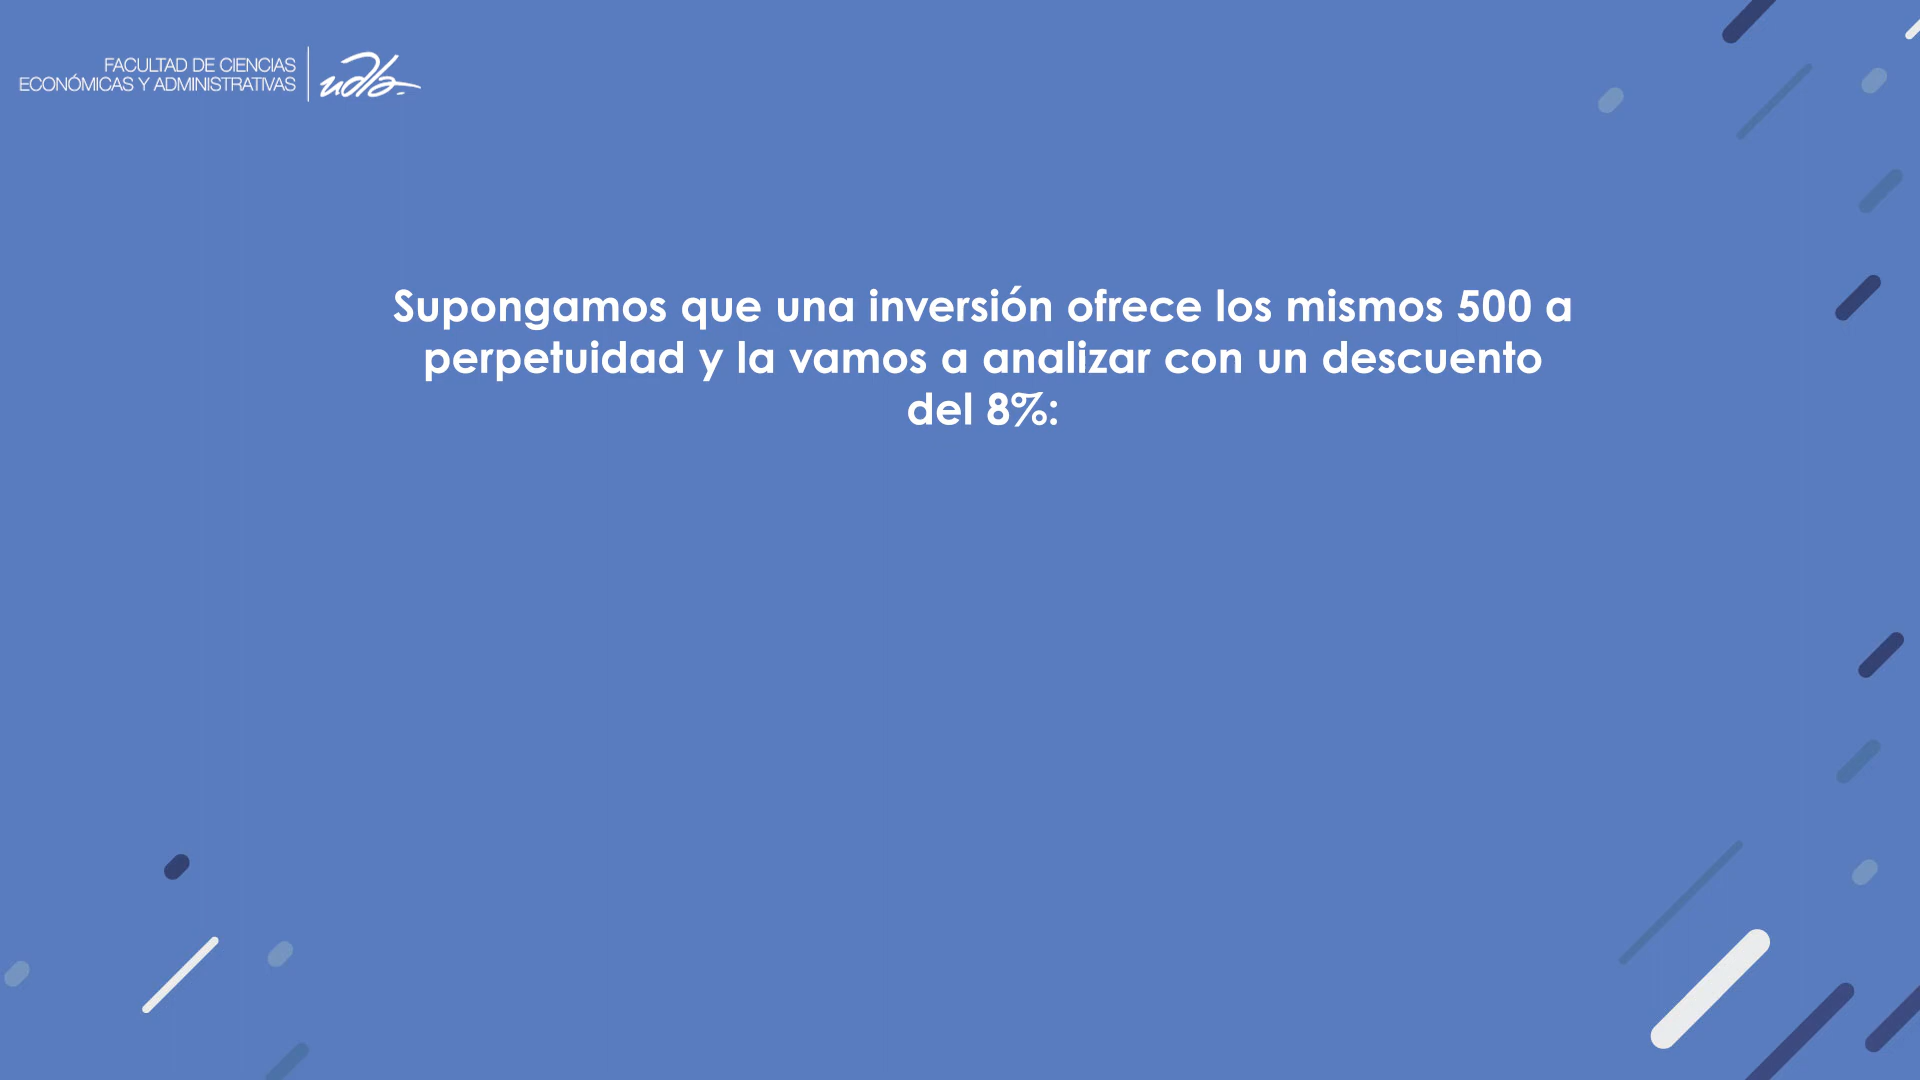 FACULTAD DE CIENCIAS
ECONÓMICAS Y ADMINISTRATIVAS
udla.
Supongamos que una inversión ofrece los mismos 500 a
perpetuidad y la vamos a analizar con un descuento
del 8%: